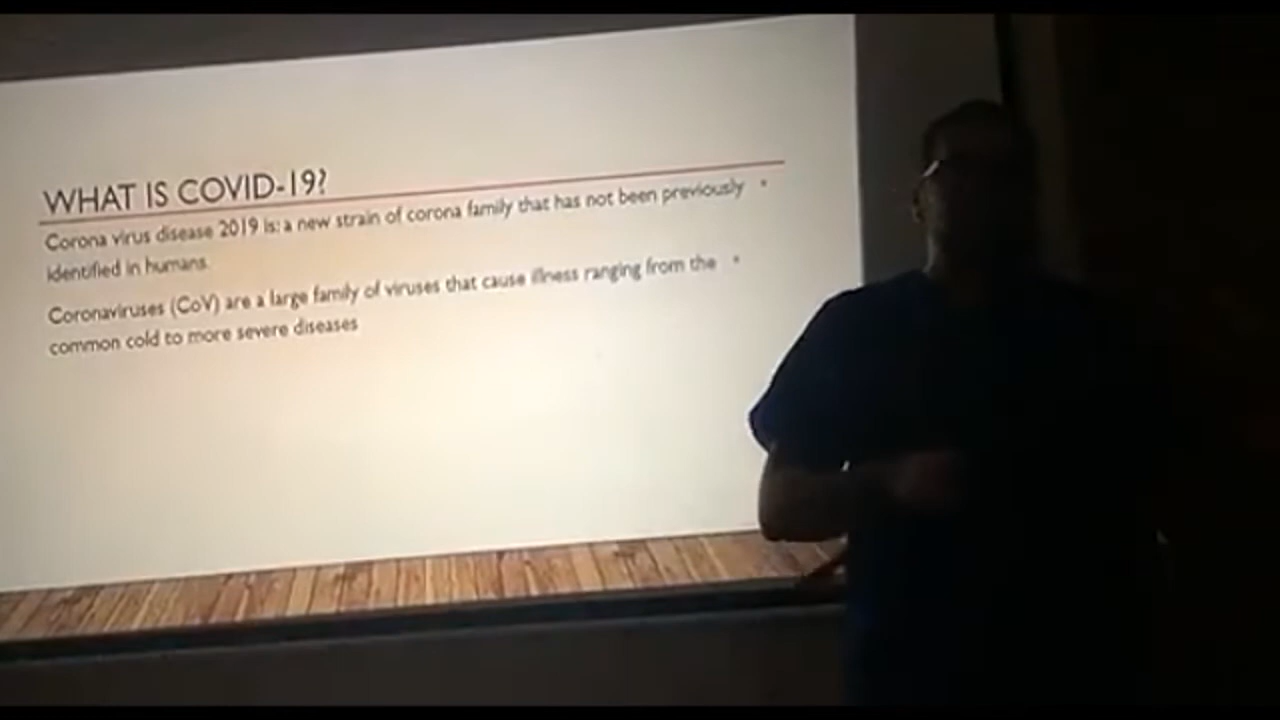 WHAT IS COVID-19?
Corona virus disease 2019 is: a new strain of corona family that has not been previously •
identified in humans.
Coronaviruses (CoV) are a large family of viruses that cause illness ranging from the •
common cold to more severe diseases